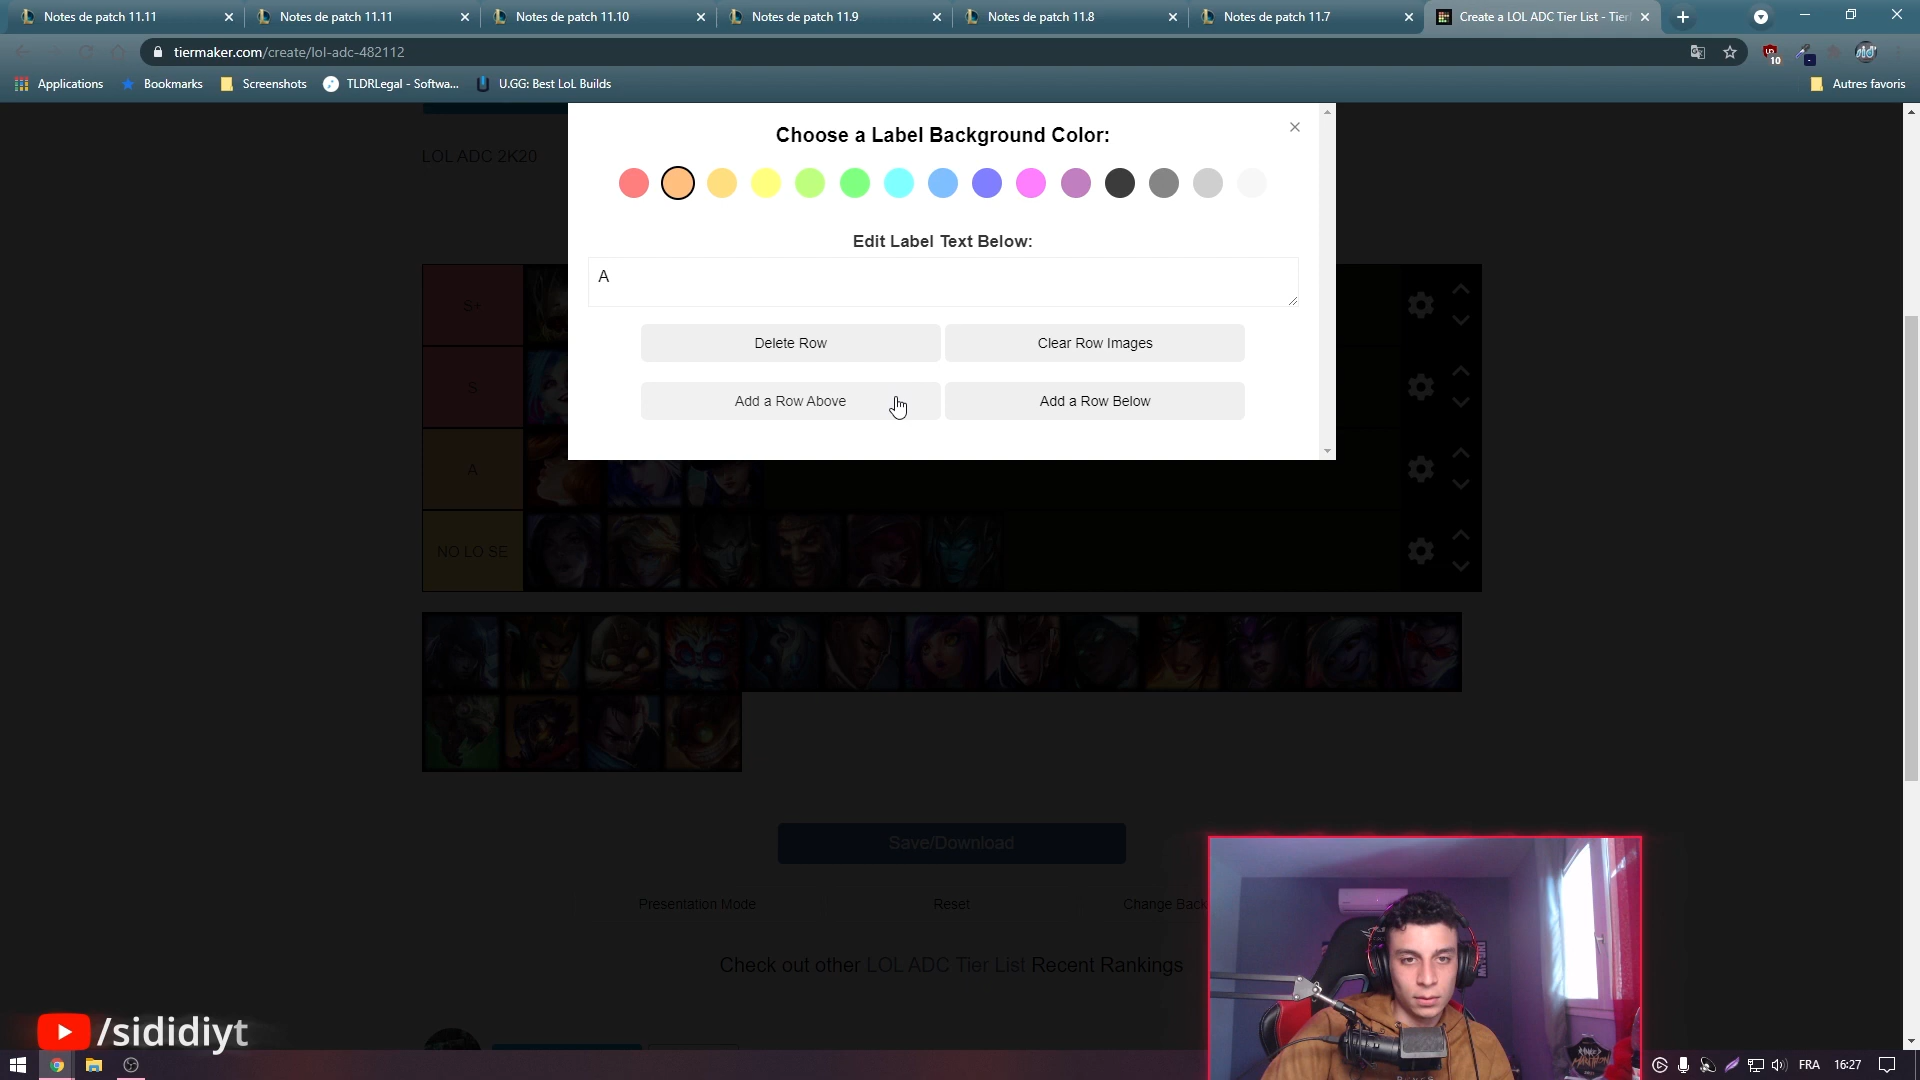 Notes de patch 11.11
Notes de patch 11.11
Notes de patch 11.10
Notes de patch 11.9
Notes de patch 11.8
Notes de patch 11.7
Create a LOL ADC Tier List - Tier
tiermaker.com/create/lol-adc-482112
10
Applications
Bookmarks
Screenshots
TLDRLegal - Softwa...
U.GG: Best LoL Builds
Autres favoris
LOL ADC 2K20
Choose a Label Background Color:
Edit Label Text Below:
A
Delete Row
Clear Row Images
Add a Row Above
Add a Row Below
S+
S
A
NO LO SE
Save/Download
Presentation Mode
Reset
Change Back
Check out other LOL ADC Tier List Recent Rankings
/sididiyt
FRA
16:27